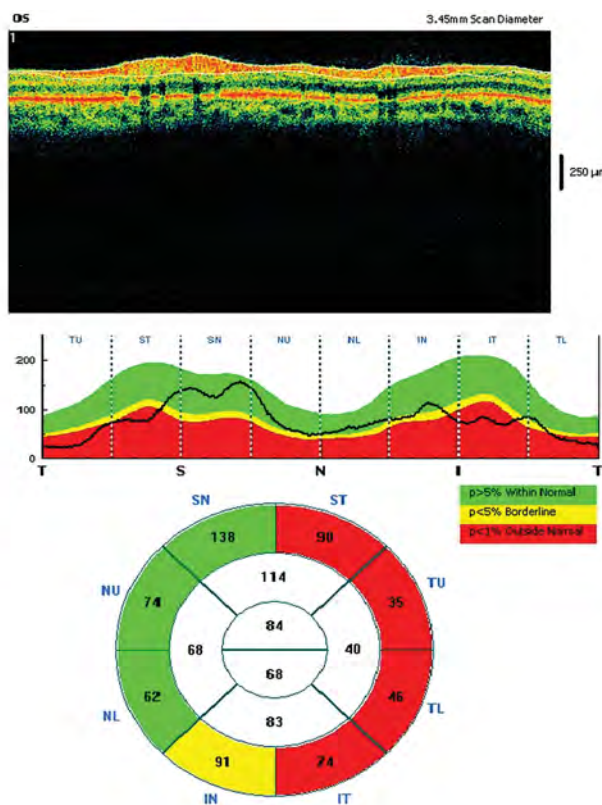 OS
3.45mm Scan Diameter
1
250 µm
TU ST SN NU NL IN IT TL
200
100
0
T S N I T
p>5% Within Normal
p<5% Borderline
p<1% Outside Normal
SN ST
138 90
NU TU
114
74 35
84
68 40
68
62 46
NL TL
83
91 74
IN IT